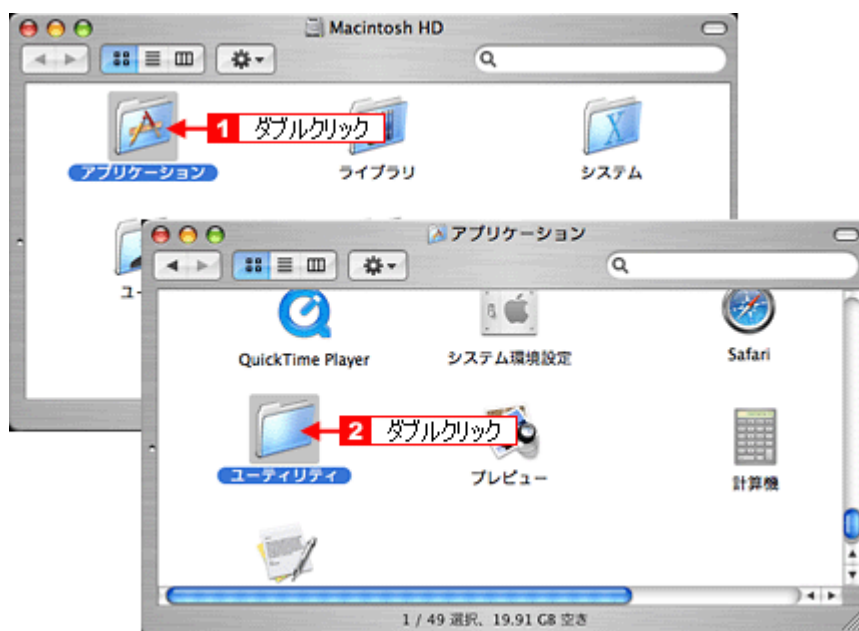 Macintosh HD
1 ダブルクリック
アプリケーション
ライブラリ
システム
ユー
アプリケーション
QuickTime Player
システム環境設定
Safari
2 ダブルクリック
ユーティリティ
プレビュー
計算機
1 / 49 選択、19.91 GB 空き